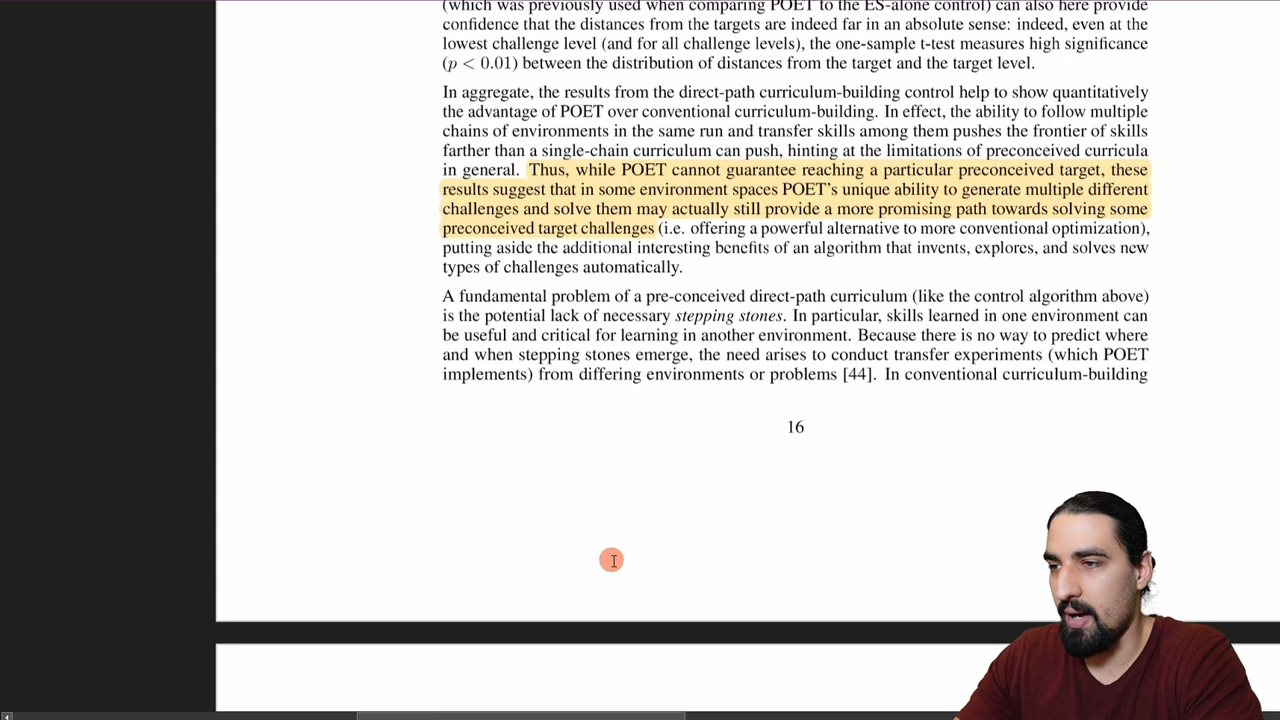 (which was previously used when comparing POET to the ES-alone control) can also here provide
confidence that the distances from the targets are indeed far in an absolute sense: indeed, even at the
lowest challenge level (and for all challenge levels), the one-sample t-test measures high significance
(p < 0.01) between the distribution of distances from the target and the target level.
In aggregate, the results from the direct-path curriculum-building control help to show quantitatively
the advantage of POET over conventional curriculum-building. In effect, the ability to follow multiple
chains of environments in the same run and transfer skills among them pushes the frontier of skills
farther than a single-chain curriculum can push, hinting at the limitations of preconceived curricula
in general. Thus, while POET cannot guarantee reaching a particular preconceived target, these
results suggest that in some environment spaces POET's unique ability to generate multiple different
challenges and solve them may actually still provide a more promising path towards solving some
preconceived target challenges (i.e. offering a powerful alternative to more conventional optimization),
putting aside the additional interesting benefits of an algorithm that invents, explores, and solves new
types of challenges automatically.
A fundamental problem of a pre-conceived direct-path curriculum (like the control algorithm above)
is the potential lack of necessary stepping stones. In particular, skills learned in one environment can
be useful and critical for learning in another environment. Because there is no way to predict where
and when stepping stones emerge, the need arises to conduct transfer experiments (which POET
implements) from differing environments or problems [44]. In conventional curriculum-building
16